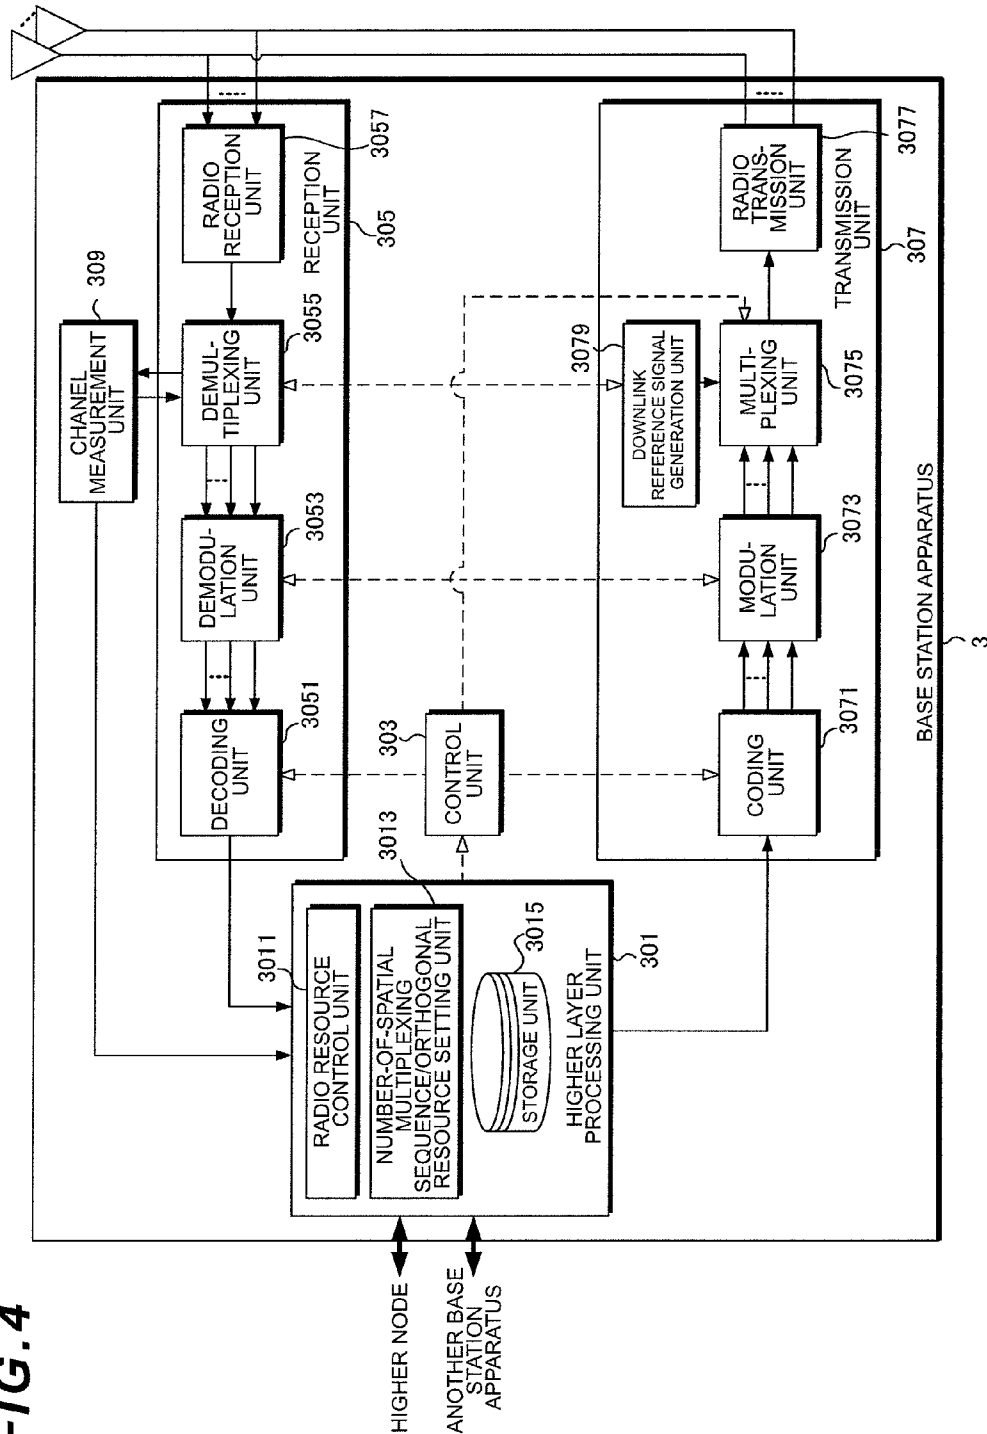 FIG.4
HIGHER NODE
ANOTHER BASE
STATION
APPARATUS
RADIO RESOURCE
CONTROL UNIT
3011
NUMBER-OF-SPATIAL
MULTIPLEXING
SEQUENCE/ORTHOGONAL
RESOURCE SETTING UNIT
3013
STORAGE UNIT
3015
HIGHER LAYER
PROCESSING UNIT
301
CONTROL
UNIT
303
CHANEL
MEASUREMENT
UNIT
309
DECODING
UNIT
3051
DEMODU-
LATION
UNIT
3053
DEMUL-
TIPLEXING
UNIT
3055
RADIO
RECEPTION
UNIT
3057
RECEPTION
UNIT
305
CODING
UNIT
3071
MODU-
LATION
UNIT
3073
DOWNLINK
REFERENCE SIGNAL
GENERATION UNIT
3079
MULTI-
PLEXING
UNIT
3075
RADIO
TRANS-
MISSION
UNIT
3077
TRANSMISSION
UNIT
307
BASE STATION APPARATUS
3